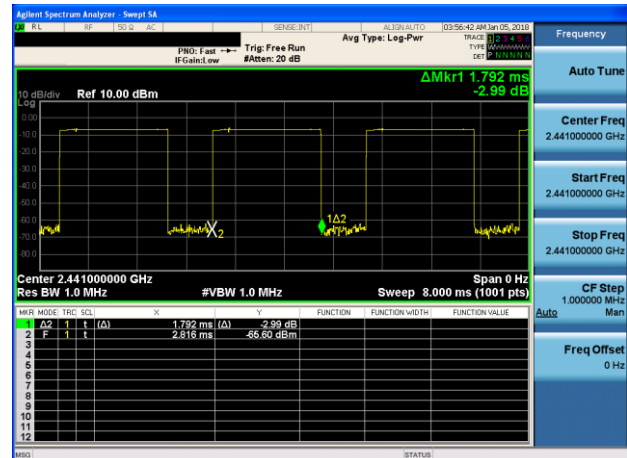 Agilent Spectrum Analyzer - Swept SA
RL RF 50 Ω AC SENSE:INT ALIGN AUTO 03:56:42 AM Jan 05, 2018
PNO: Fast Trig: Free Run Avg Type: Log-Pwr TRACE 1 2 3 4 5 6
TYPE WWWWWW
IFGain:Low #Atten: 20 dB DET P N N N N N
ΔMkr1 1.792 ms
-2.99 dB
10 dB/div Ref 10.00 dBm
Log
0.00
-10.0
-20.0
-30.0
-40.0
-50.0
-60.0
-70.0
-80.0
X2
1Δ2
Center 2.441000000 GHz Span 0 Hz
Res BW 1.0 MHz #VBW 1.0 MHz Sweep 8.000 ms (1001 pts)
MKR MODE TRC SCL X Y FUNCTION FUNCTION WIDTH FUNCTION VALUE
1 Δ2 1 t (Δ) 1.792 ms (Δ) -2.99 dB
2 F 1 t 2.816 ms -65.60 dBm
3
4
5
6
7
8
9
10
11
12
MSG STATUS
Frequency
Auto Tune
Center Freq
2.441000000 GHz
Start Freq
2.441000000 GHz
Stop Freq
2.441000000 GHz
CF Step
1.000000 MHz
Auto Man
Freq Offset
0 Hz